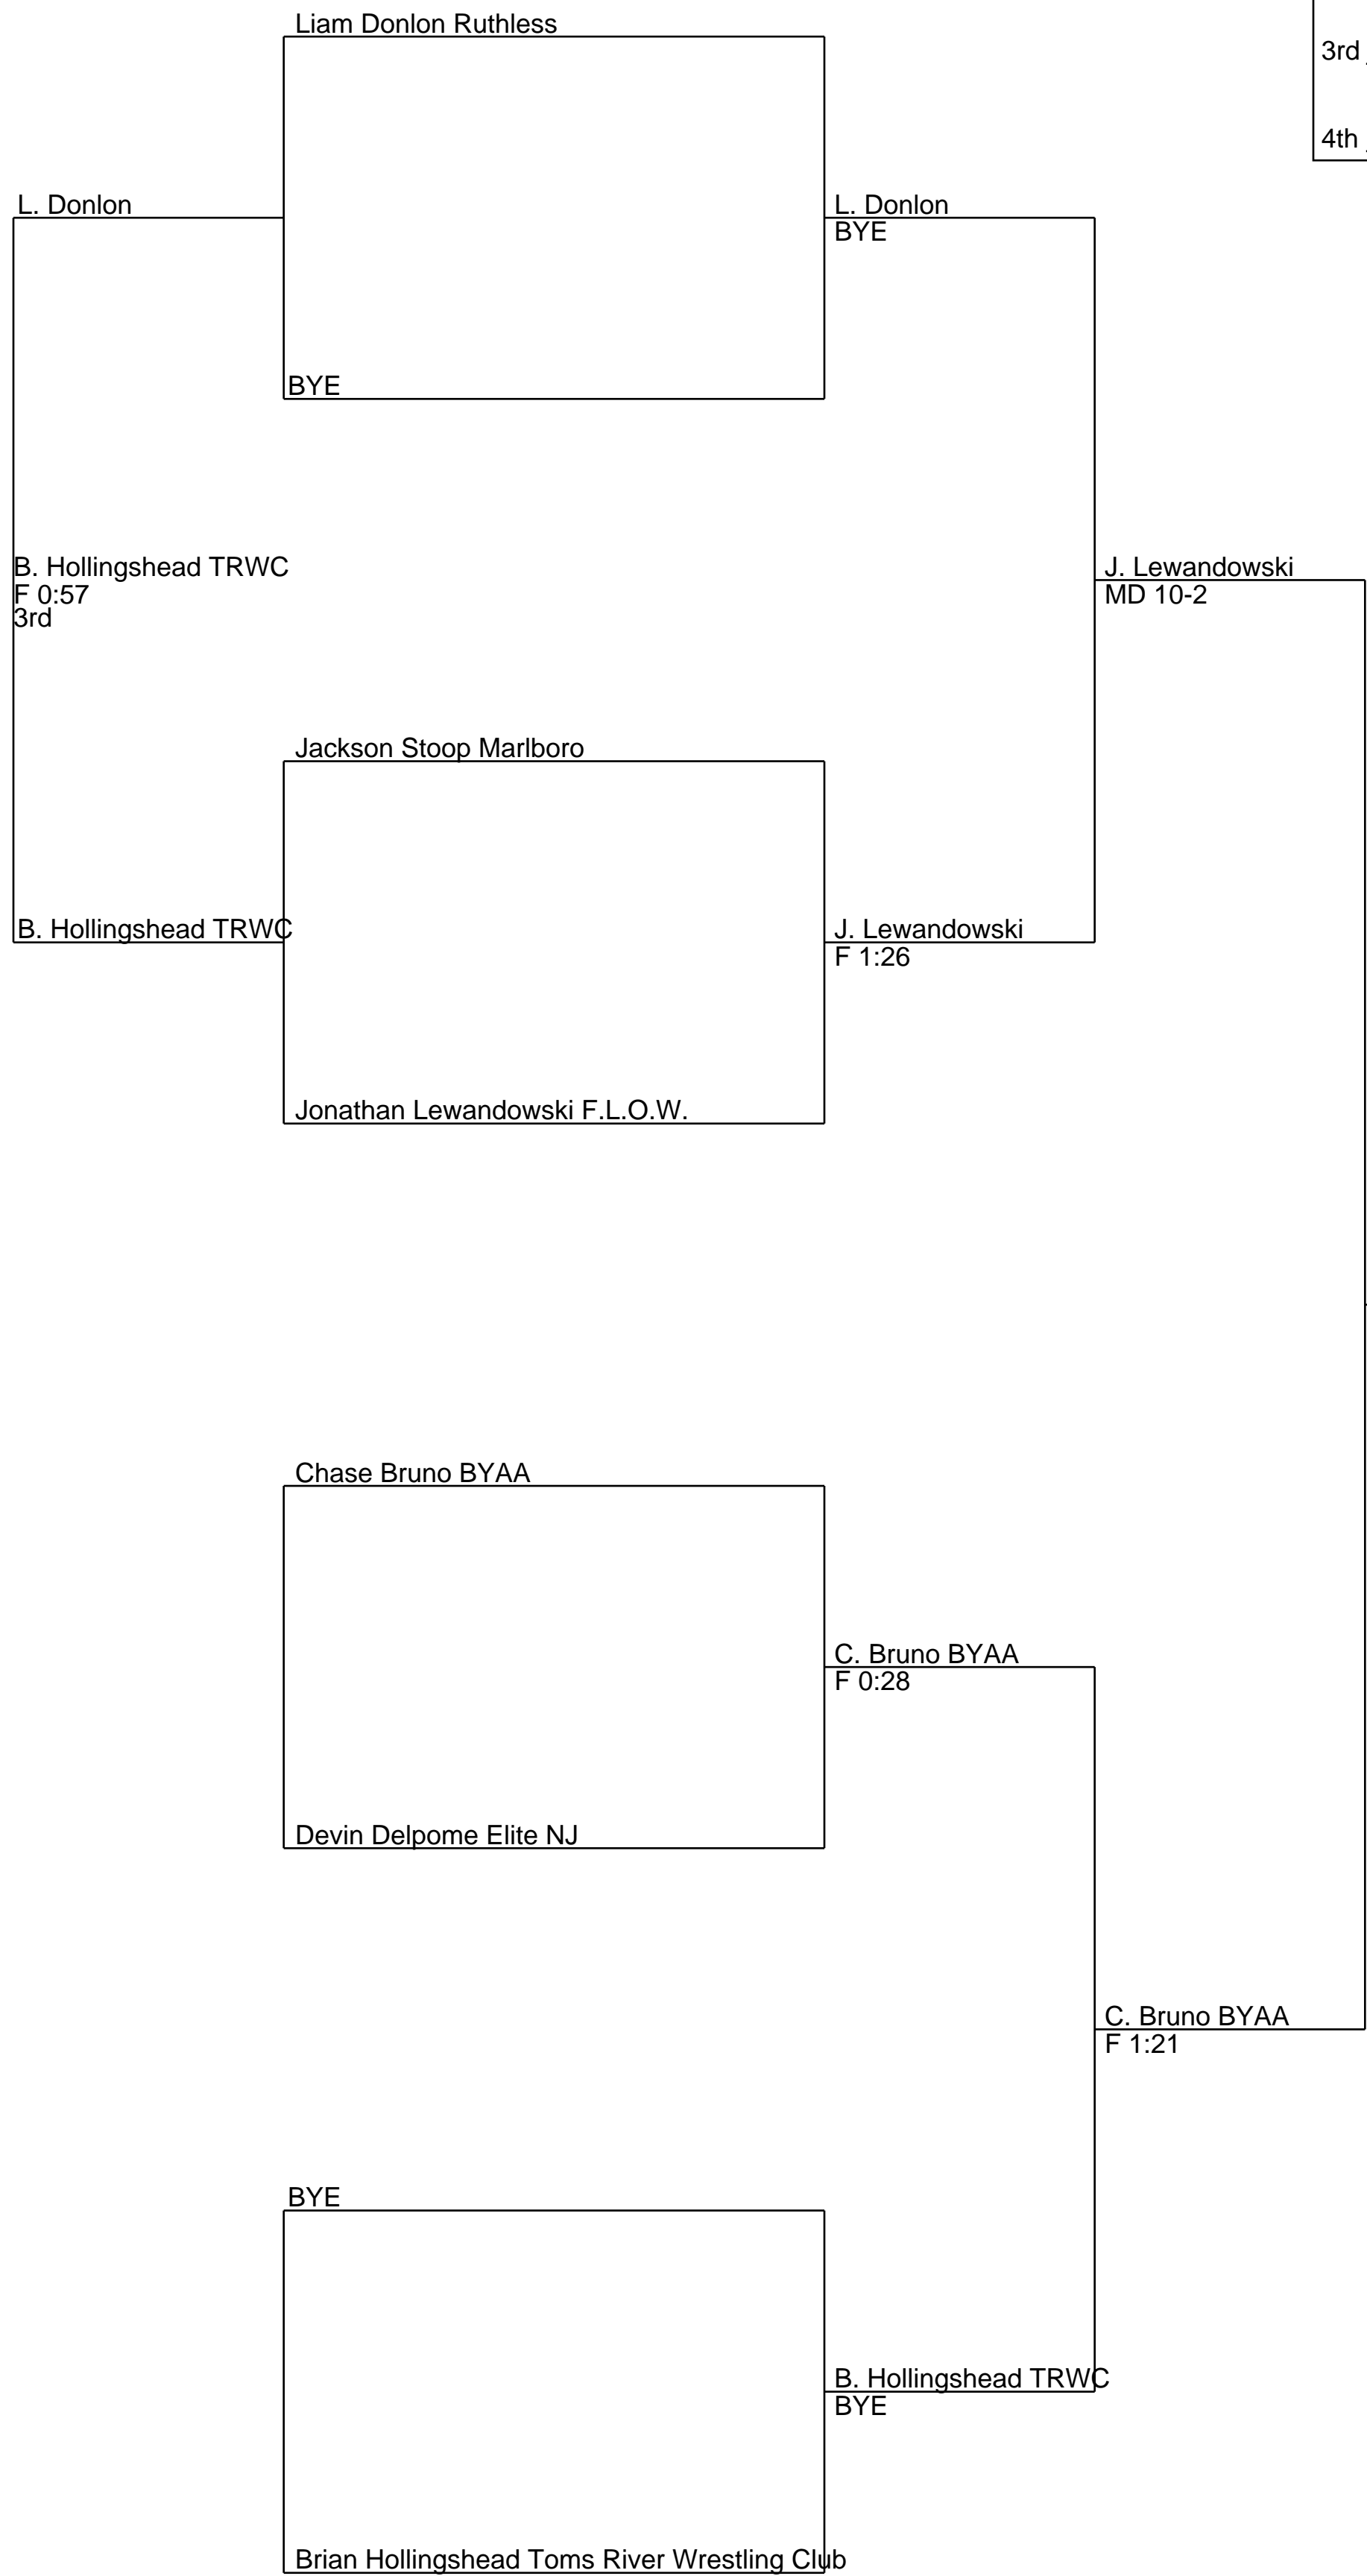 Liam Donlon Ruthless
3rd
4th
L. Donlon
L. Donlon
BYE
BYE
B. Hollingshead TRWC
F 0:57
3rd
J. Lewandowski
MD 10-2
Jackson Stoop Marlboro
B. Hollingshead TRWC
J. Lewandowski
F 1:26
Jonathan Lewandowski F.L.O.W.
Chase Bruno BYAA
C. Bruno BYAA
F 0:28
Devin Delpome Elite NJ
C. Bruno BYAA
F 1:21
BYE
B. Hollingshead TRWC
BYE
Brian Hollingshead Toms River Wrestling Club